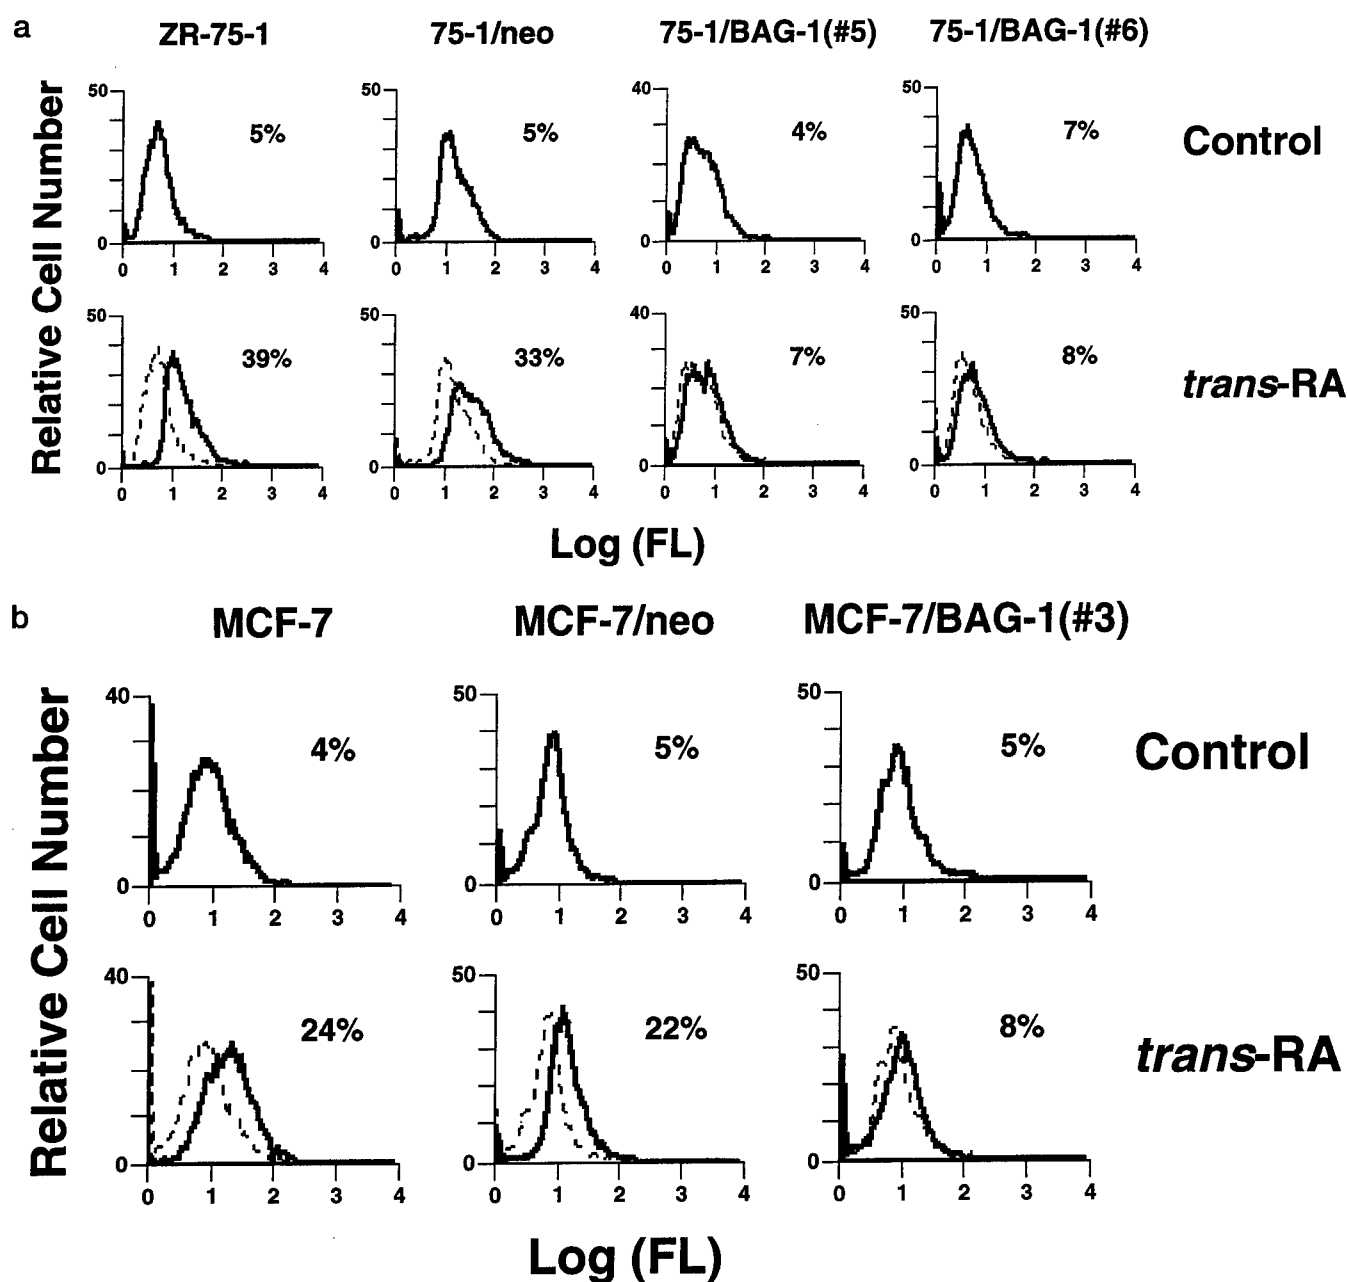 a
ZR-75-1 75-1/neo 75-1/BAG-1(#5) 75-1/BAG-1(#6)
Relative Cell Number
50 50 40 50
5% 5% 4% 7%
Control
0 0 0 0
0 1 2 3 4 0 1 2 3 4 0 1 2 3 4 0 1 2 3 4
50 50 40 50
39% 33% 7% 8%
trans-RA
0 0 0 0
0 1 2 3 4 0 1 2 3 4 0 1 2 3 4 0 1 2 3 4
Log (FL)
b
MCF-7 MCF-7/neo MCF-7/BAG-1(#3)
Relative Cell Number
40 50 50
4% 5% 5%
Control
0 0 0
0 1 2 3 4 0 1 2 3 4 0 1 2 3 4
40 50 50
24% 22% 8%
trans-RA
0 0 0
0 1 2 3 4 0 1 2 3 4 0 1 2 3 4
Log (FL)